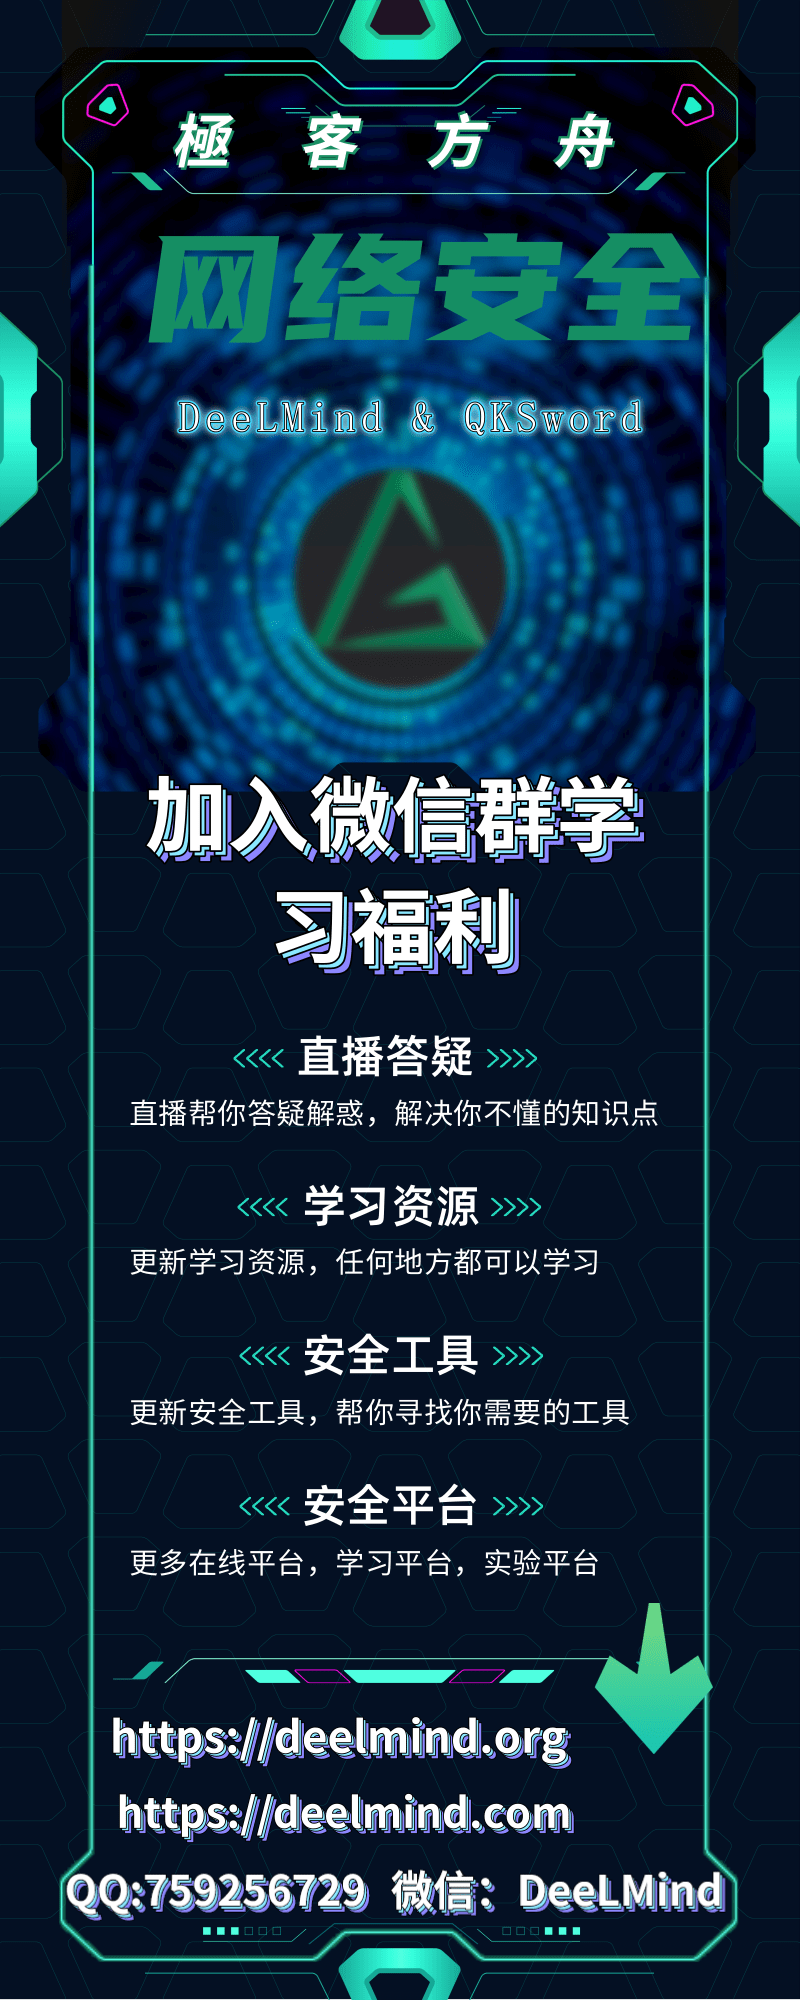 極客方舟
网络安全
DeeLMind & QKSword
加入微信群学
习福利
直播答疑
直播帮你答疑解惑，解决你不懂的知识点
学习资源
更新学习资源，任何地方都可以学习
安全工具
更新安全工具，帮你寻找你需要的工具
安全平台
更多在线平台，学习平台，实验平台
https://deelmind.org
https://deelmind.com
QQ:759256729 微信：DeeLMind